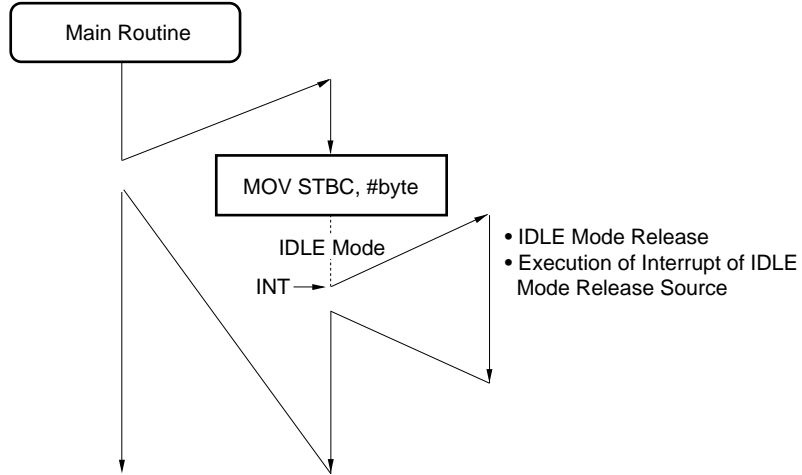 Main Routine
MOV STBC, #byte
IDLE Mode
INT
• IDLE Mode Release
• Execution of Interrupt of IDLE
Mode Release Source